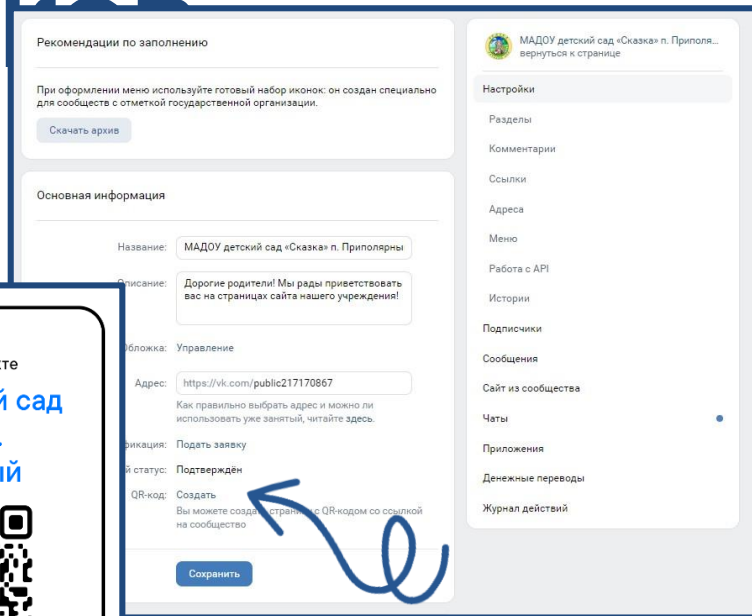 Рекомендации по заполнению
При оформлении меню используйте готовый набор иконок: он создан специально
для сообществ с отметкой государственной организации.
Скачать архив
Основная информация
Название: МАДОУ детский сад «Сказка» п. Приполярны
Описание: Дорогие родители! Мы рады приветствовать
вас на страницах сайта нашего учреждения!
Обложка: Управление
Адрес: https://vk.com/public217170867
Как правильно выбрать адрес и можно ли
использовать уже занятый, читайте здесь.
фикация: Подать заявку
й статус: Подтверждён
QR-код: Создать
Вы можете создать страницу с QR-кодом со ссылкой
на сообщество
Сохранить
МАДОУ детский сад «Сказка» п. Приполя...
вернуться к странице
Настройки
Разделы
Комментарии
Ссылки
Адреса
Меню
Работа с API
Истории
Подписчики
Сообщения
Сайт из сообщества
Чаты
Приложения
Денежные переводы
Журнал действий
кте
й сад
ый